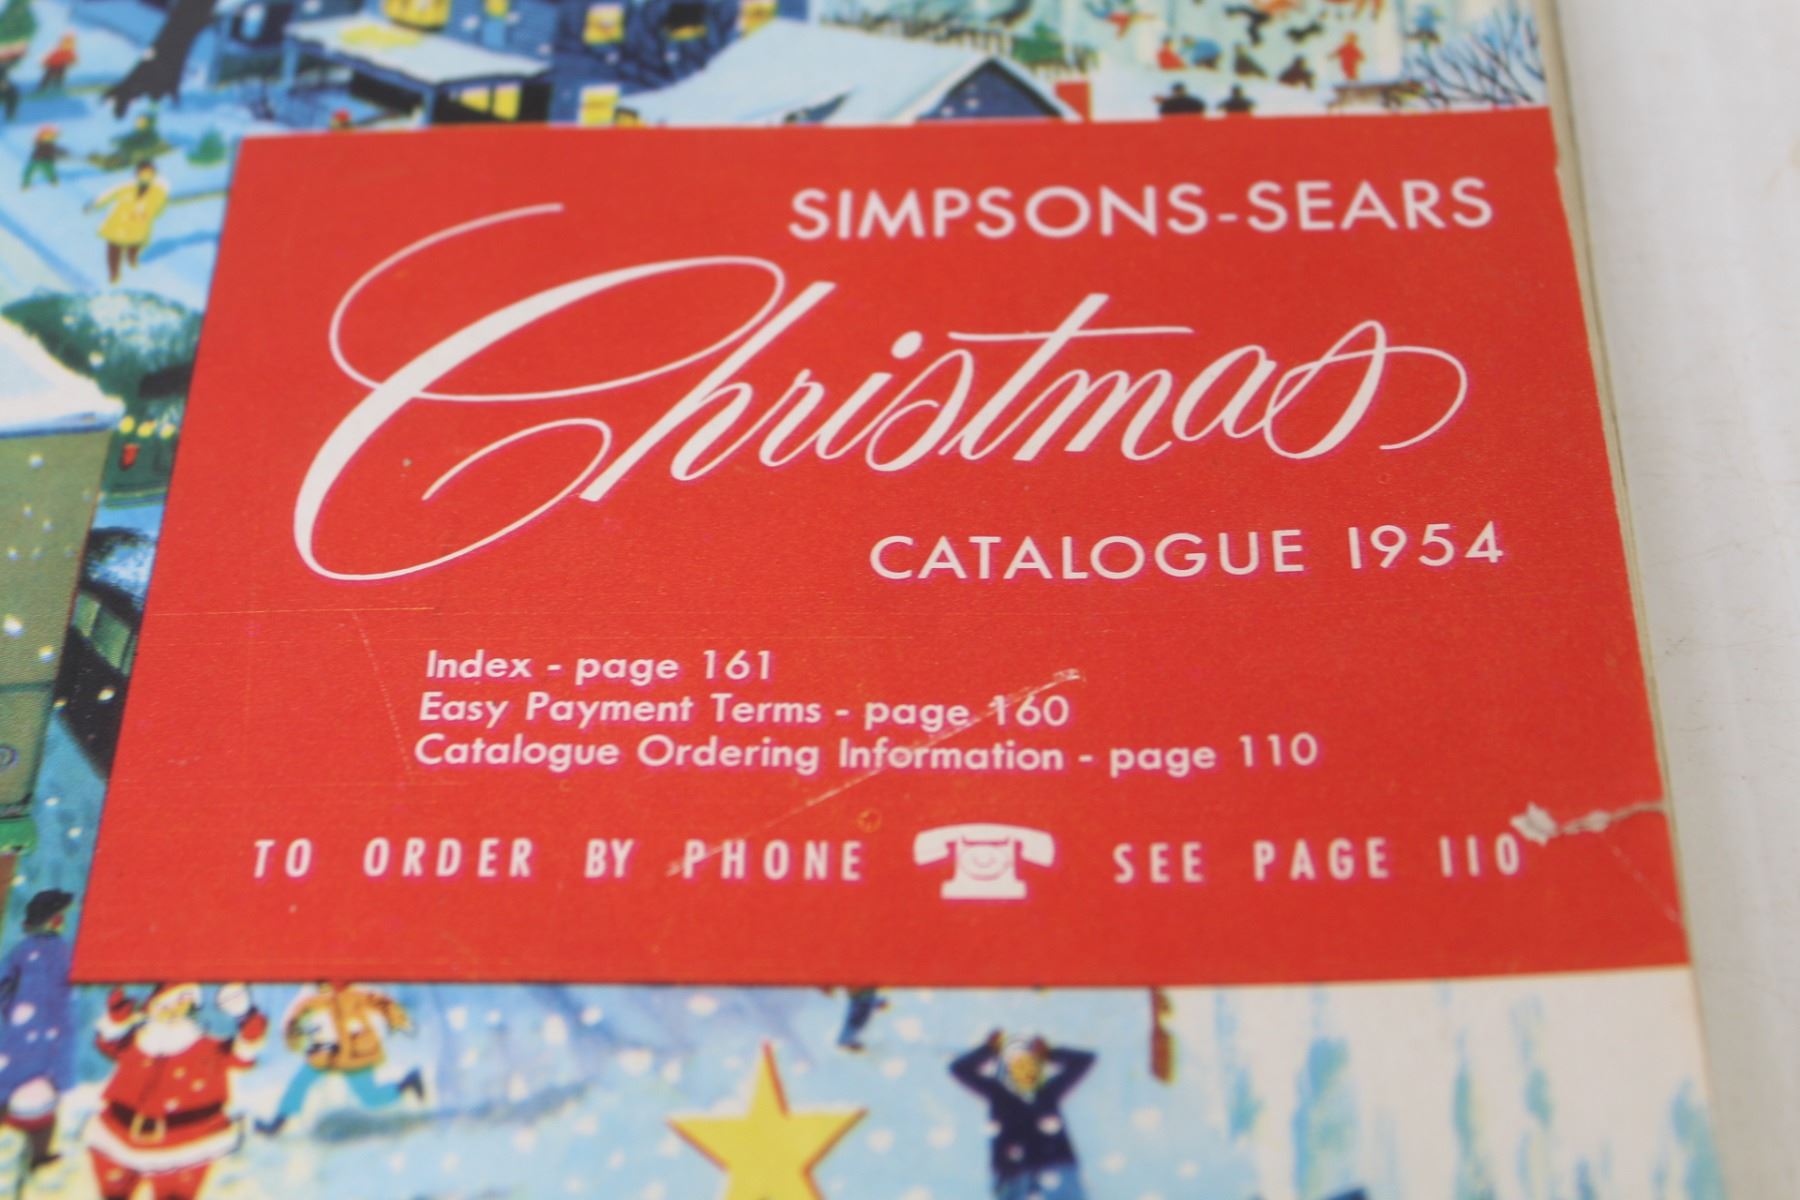 SIMPSONS-SEARS
Christmas
CATALOGUE 1954
Index - page 161
Easy Payment Terms - page 160
Catalogue Ordering Information - page 110
TO ORDER BY PHONE SEE PAGE 110